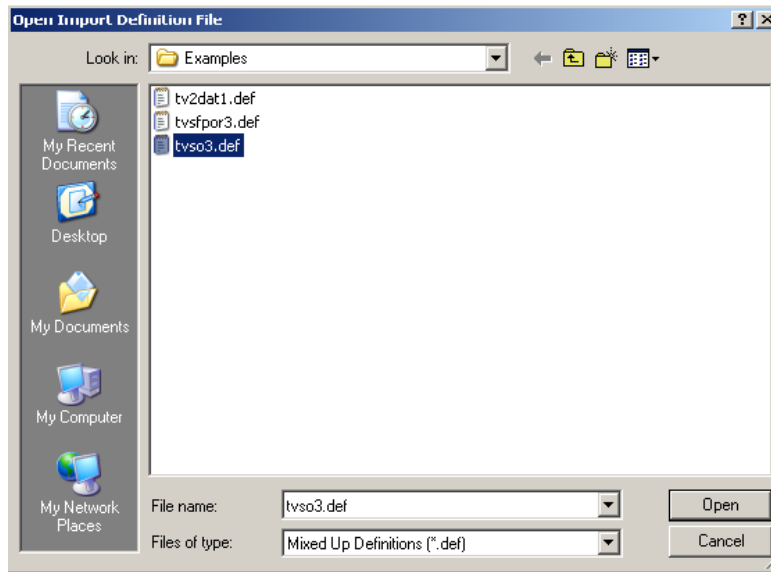 Open Import Definition File
Look in: Examples
tv2dat1.def
tvsfpor3.def
tvso3.def
My Recent
Documents
Desktop
My Documents
My Computer
My Network
Places
File name: tvso3.def Open
Files of type: Mixed Up Definitions (*.def) Cancel